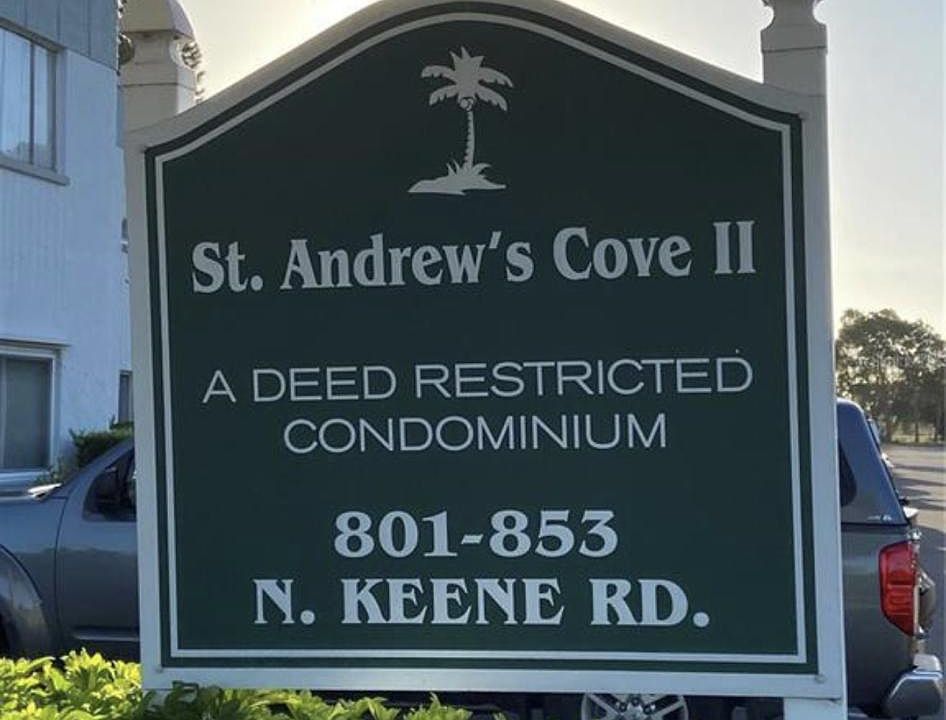 St. Andrew's Cove II
A DEED RESTRICTED
CONDOMINIUM
801-853
N. KEENE RD.